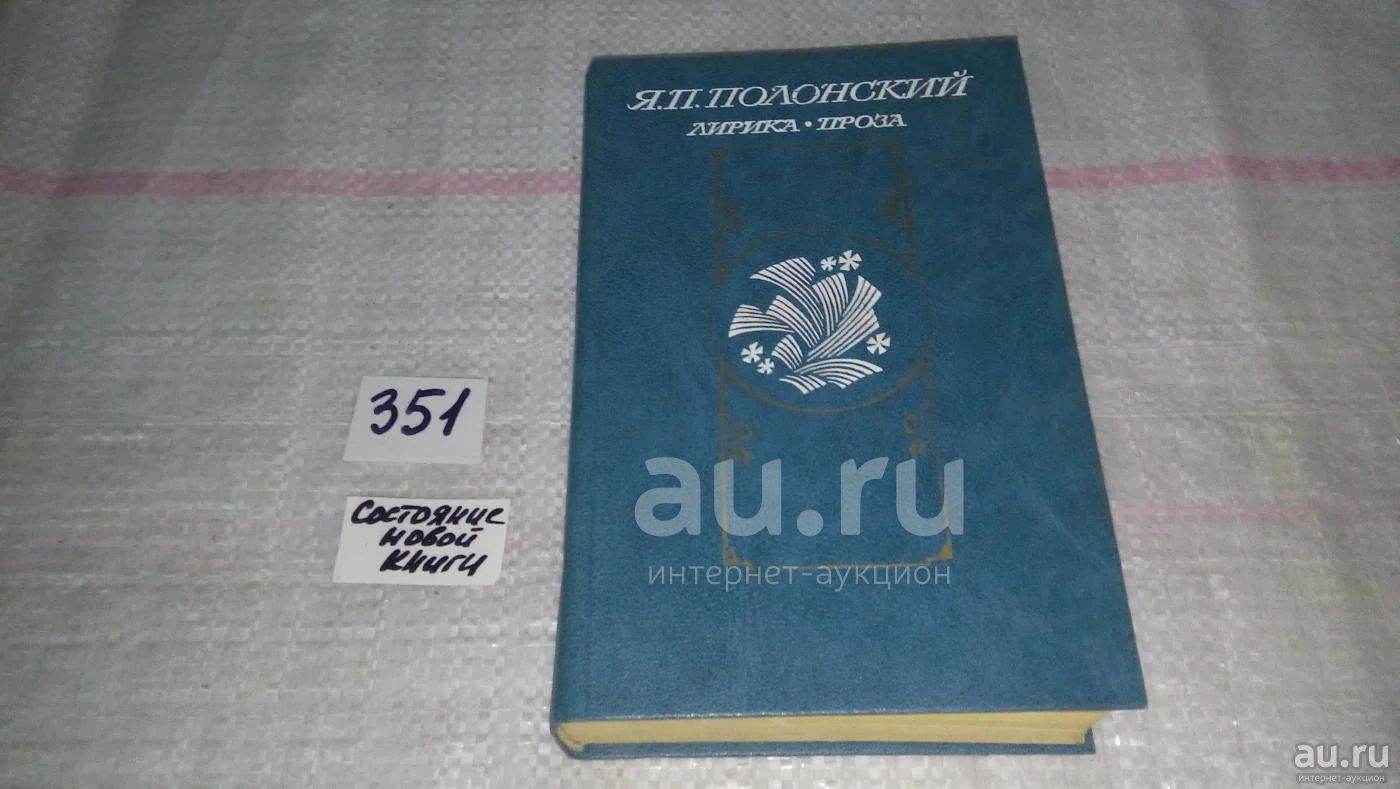 Я.П.ПОЛОНСКИЙ
ЛИРИКА • ПРОЗА
351
Состояние
новой
книги
au.ru
интернет-аукцион
au.ru
интернет-аукцион